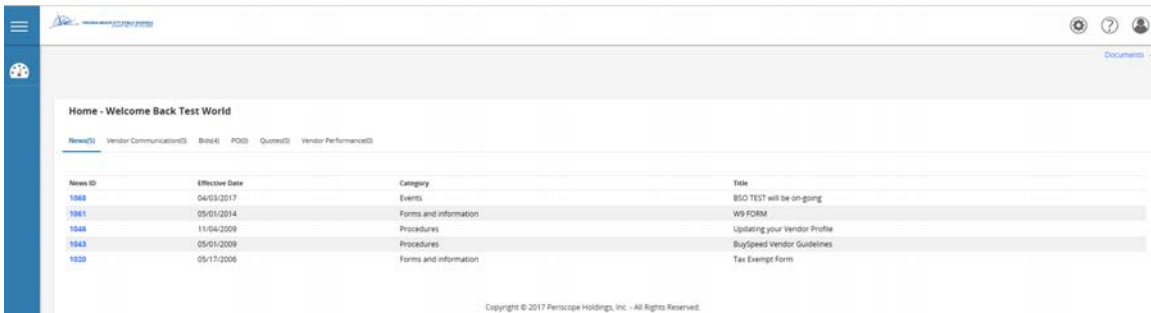 Documents
Home - Welcome Back Test World
News(5) Vendor Communication(0) Bids(4) PO(0) Quotes(0) Vendor Performance(0)
News ID Effective Date Category Title
1068 04/03/2017 Events BSO TEST will be on-going
1061 05/01/2014 Forms and information W9 FORM
1046 11/04/2009 Procedures Updating your Vendor Profile
1043 05/01/2009 Procedures BuySpeed Vendor Guidelines
1020 05/17/2006 Forms and information Tax Exempt Form
Copyright © 2017 Periscope Holdings, Inc. - All Rights Reserved.